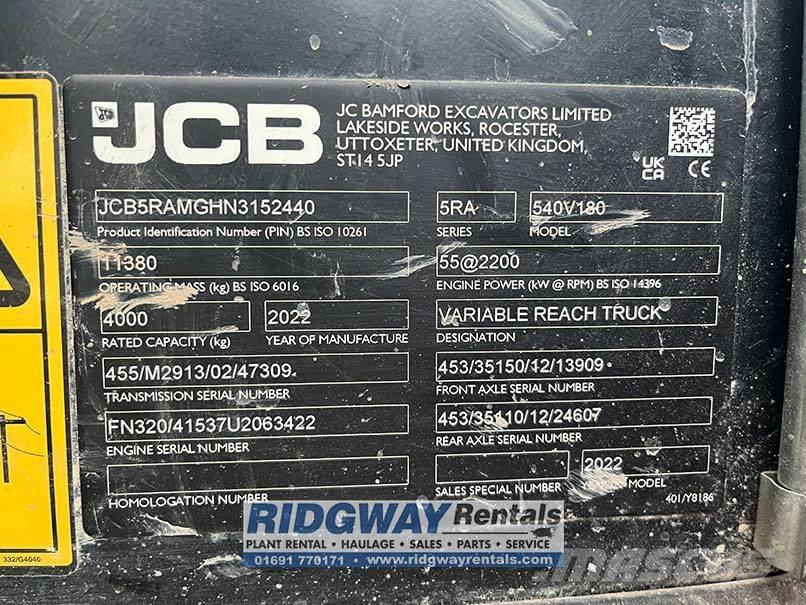 JCB
JC BAMFORD EXCAVATORS LIMITED
LAKESIDE WORKS, ROCESTER,
UTTOXETER, UNITED KINGDOM,
ST14 5JP
UK
CA
CE
JCB5RAMGHN3152440
Product Identification Number (PIN) BS ISO 10261
5RA
SERIES
540V180
MODEL
11380
OPERATING MASS (kg) BS ISO 6016
55@2200
ENGINE POWER (kW @ RPM) BS ISO 14396
4000
RATED CAPACITY (kg)
2022
YEAR OF MANUFACTURE
VARIABLE REACH TRUCK
DESIGNATION
455/M2913/02/47309
TRANSMISSION SERIAL NUMBER
453/35150/12/13909
FRONT AXLE SERIAL NUMBER
FN320/41537U2063422
ENGINE SERIAL NUMBER
453/35110/12/24607
REAR AXLE SERIAL NUMBER
HOMOLOGATION NUMBER
SALES SPECIAL NUMBER
2022
MODEL
401/Y8186
332/G4040
RIDGWAY Rentals
PLANT RENTAL • HAULAGE • SALES • PARTS • SERVICE
01691 770171 • www.ridgwayrentals.com
MASCUS